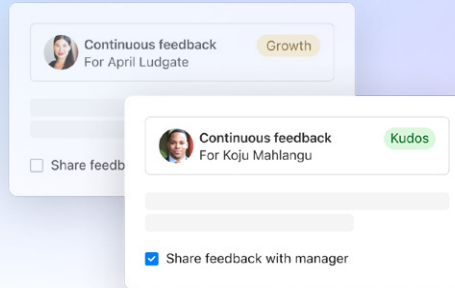 Continuous feedback
For April Ludgate
Growth
Share feedb
Continuous feedback
For Koju Mahlangu
Kudos
Share feedback with manager